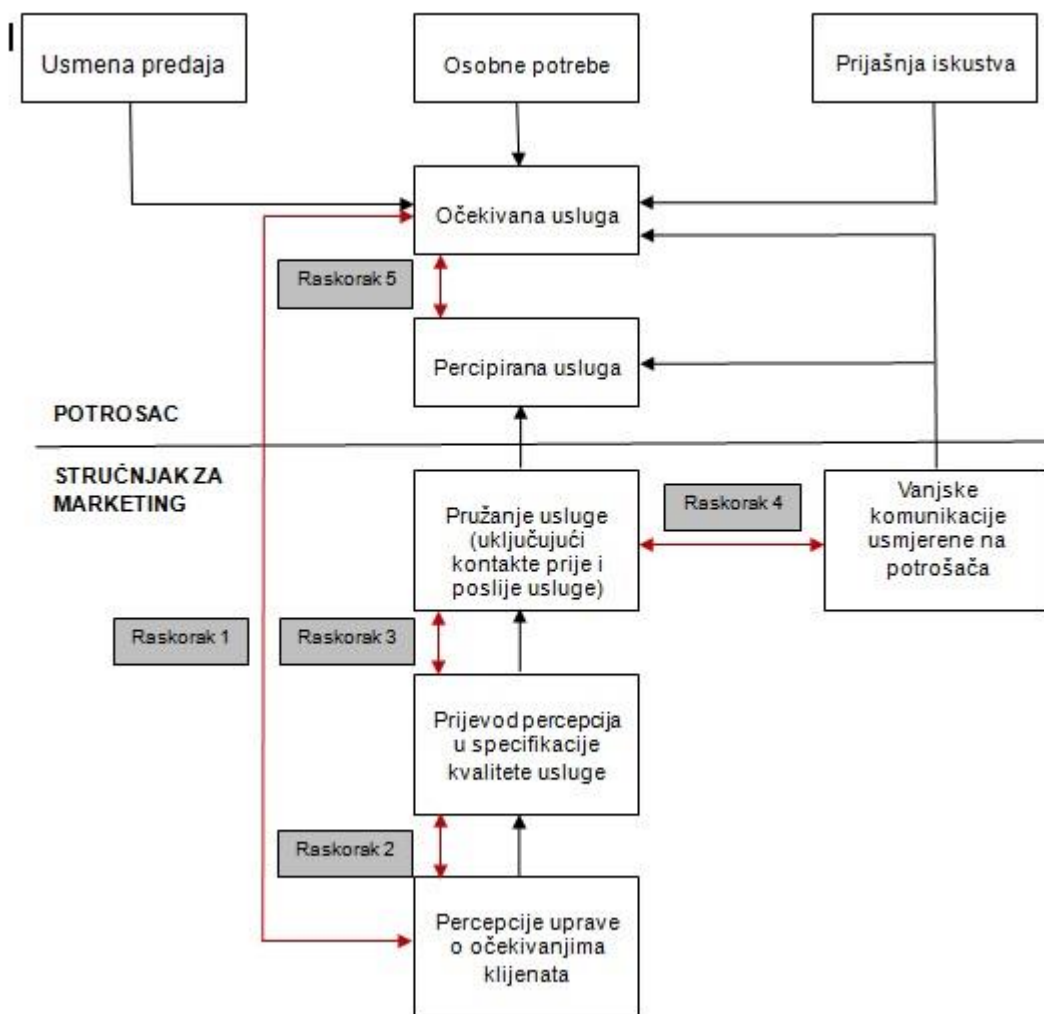 Usmena predaja
Osobne potrebe
Prijašnja iskustva
Očekivana usluga
Raskorak 5
Percipirana usluga
POTROSAC
STRUĆNJAK ZA
MARKETING
Pružanje usluge
(uključujući
kontakte prije i
poslije usluge)
Raskorak 4
Vanjske
komunikacije
usmjerene na
potrošača
Raskorak 1
Raskorak 3
Prijevod percepcija
u specifikacije
kvalitete usluge
Raskorak 2
Percepcije uprave
o očekivanjima
klijenata